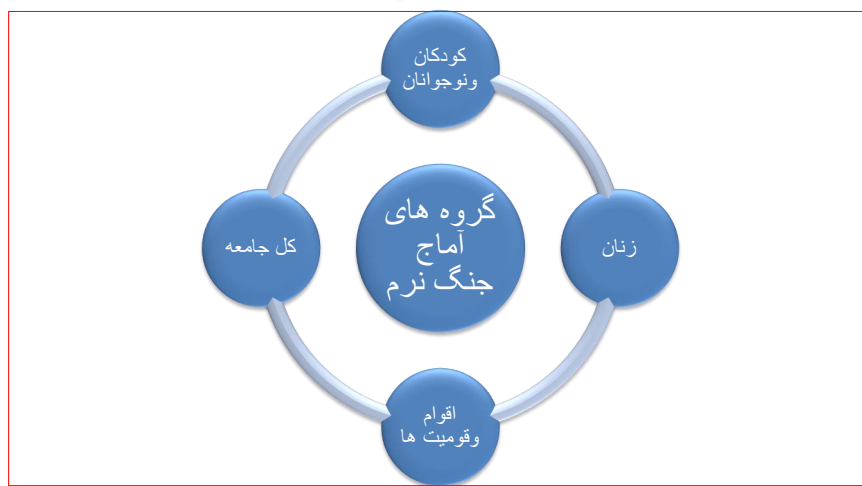 کودکان
ونوجوانان
گروه های
آماج
جنگ نرم
زنان
کل جامعه
اقوام
وقومیت ها